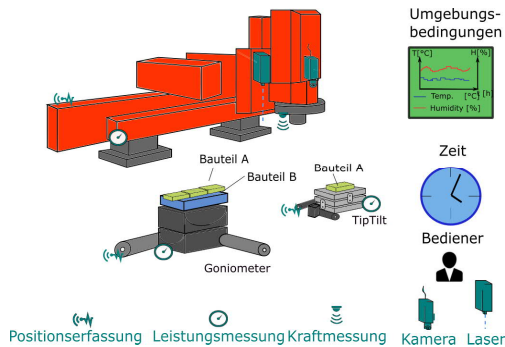 Umgebungs-
bedingungen
T[°C] H[%]
Temp. [°C] [h]
Humidity [%]
Zeit
Bauteil A
Bauteil B
Bauteil A
TipTilt
Goniometer
Bediener
Positionserfassung Leistungsmessung Kraftmessung Kamera Laser